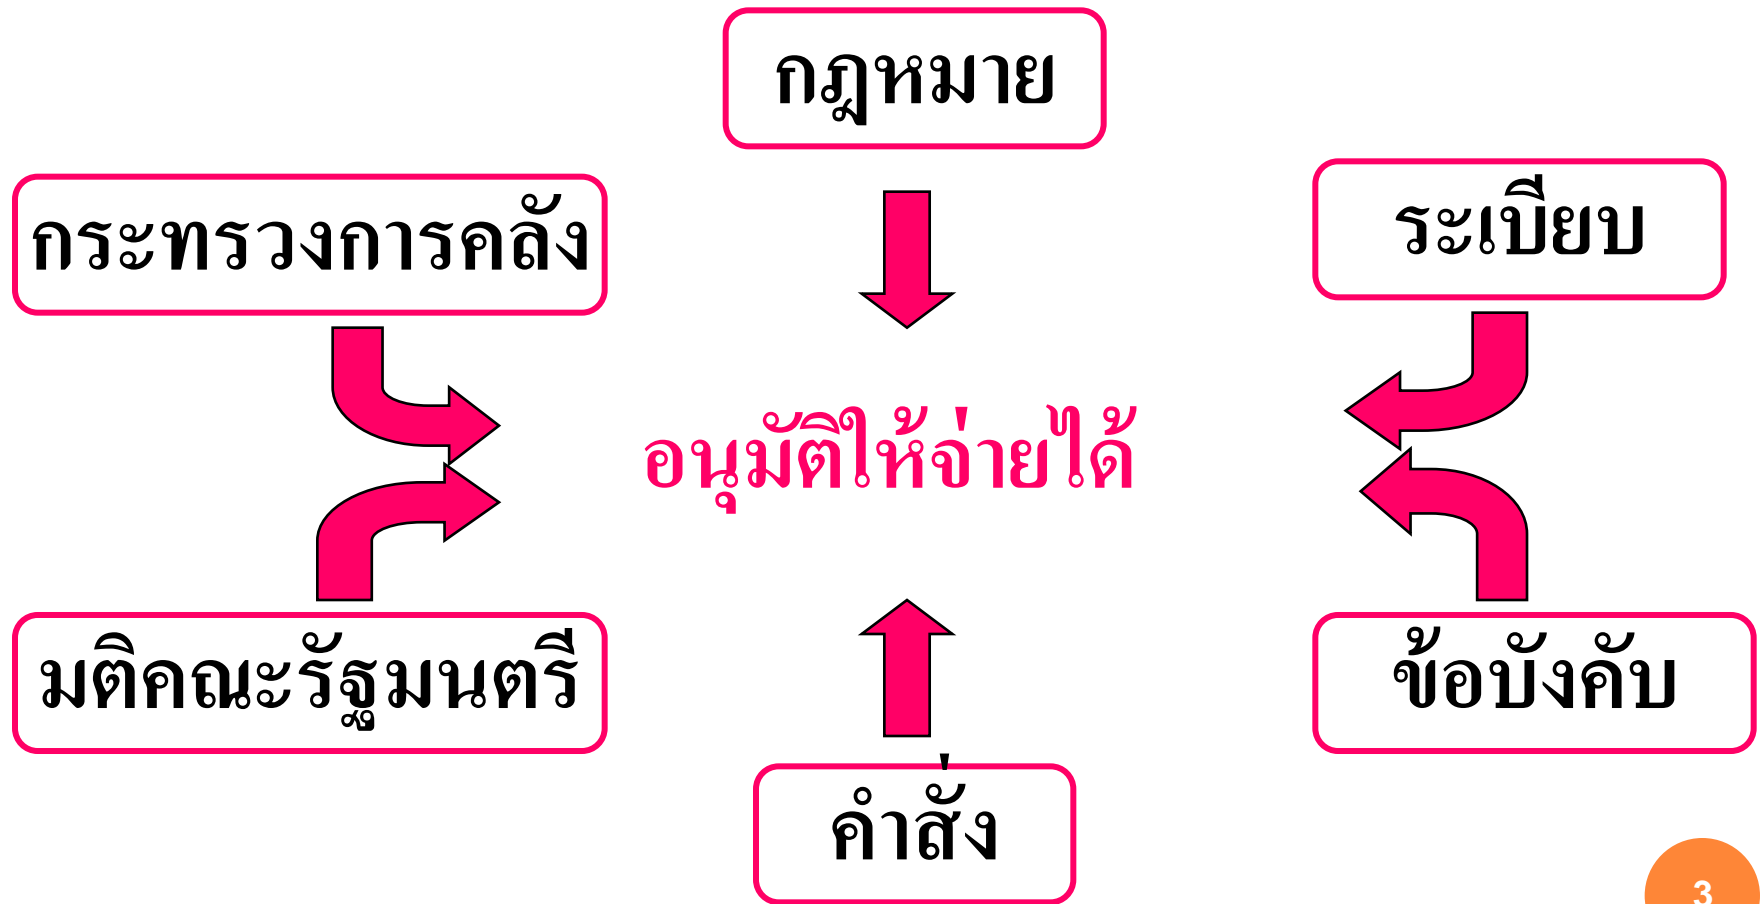 กฎหมาย
กระทรวงการคลัง
ระเบียบ
อนุมัติให้จ่ายได้
มติคณะรัฐมนตรี
ข้อบังคับ
คำสั่ง
3